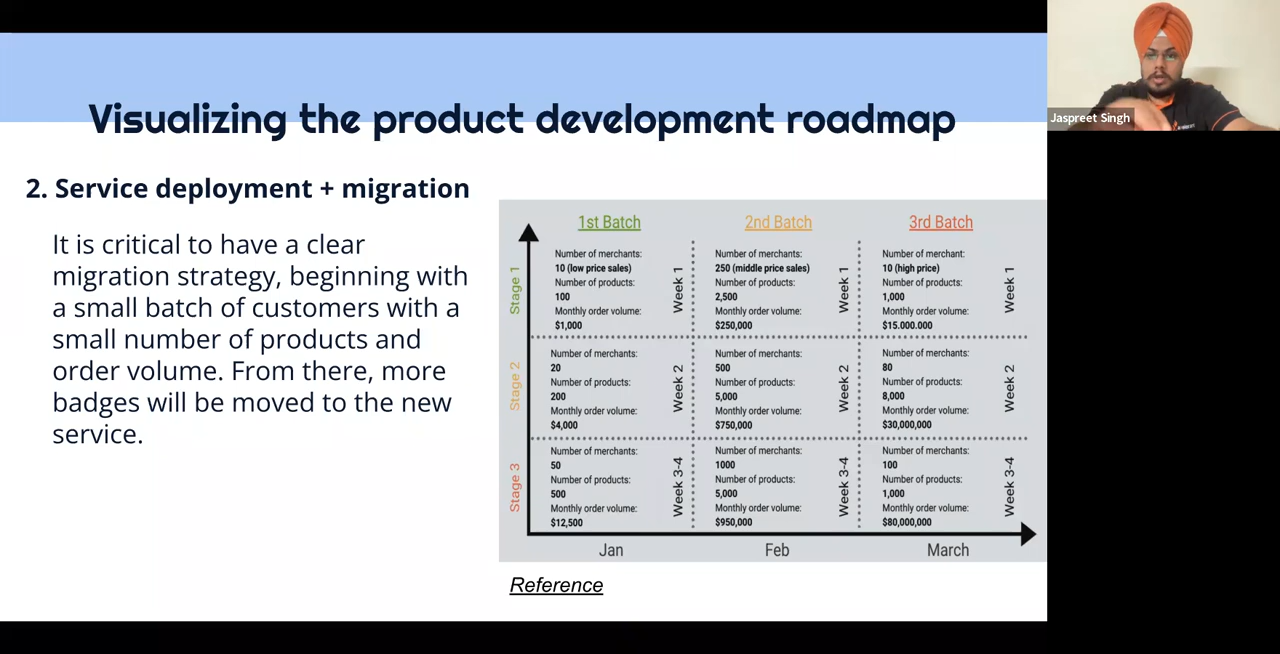 Visualizing the product development roadmap
Jaspreet Singh
2. Service deployment + migration
It is critical to have a clear
migration strategy, beginning with
a small batch of customers with a
small number of products and
order volume. From there, more
badges will be moved to the new
service.
1st Batch
2nd Batch
3rd Batch
Stage 1
Number of merchants:
10 (low price sales)
Number of products:
100
Monthly order volume:
$1,000
Week 1
Number of merchants:
250 (middle price sales)
Number of products:
2,500
Monthly order volume:
$250,000
Week 1
Number of merchant:
10 (high price)
Number of products:
1,000
Monthly order volume:
$15.000.000
Week 1
Stage 2
Number of merchants:
20
Number of products:
200
Monthly order volume:
$4,000
Week 2
Number of merchants:
500
Number of products:
5,000
Monthly order volume:
$750,000
Week 2
Number of merchants:
80
Number of products:
8,000
Monthly order volume:
$30,000,000
Week 2
Stage 3
Number of merchants:
50
Number of products:
500
Monthly order volume:
$12,500
Week 3-4
Number of merchants:
1000
Number of products:
5,000
Monthly order volume:
$950,000
Week 3-4
Number of merchants:
100
Number of products:
1,000
Monthly order volume:
$80,000,000
Week 3-4
Jan
Feb
March
Reference